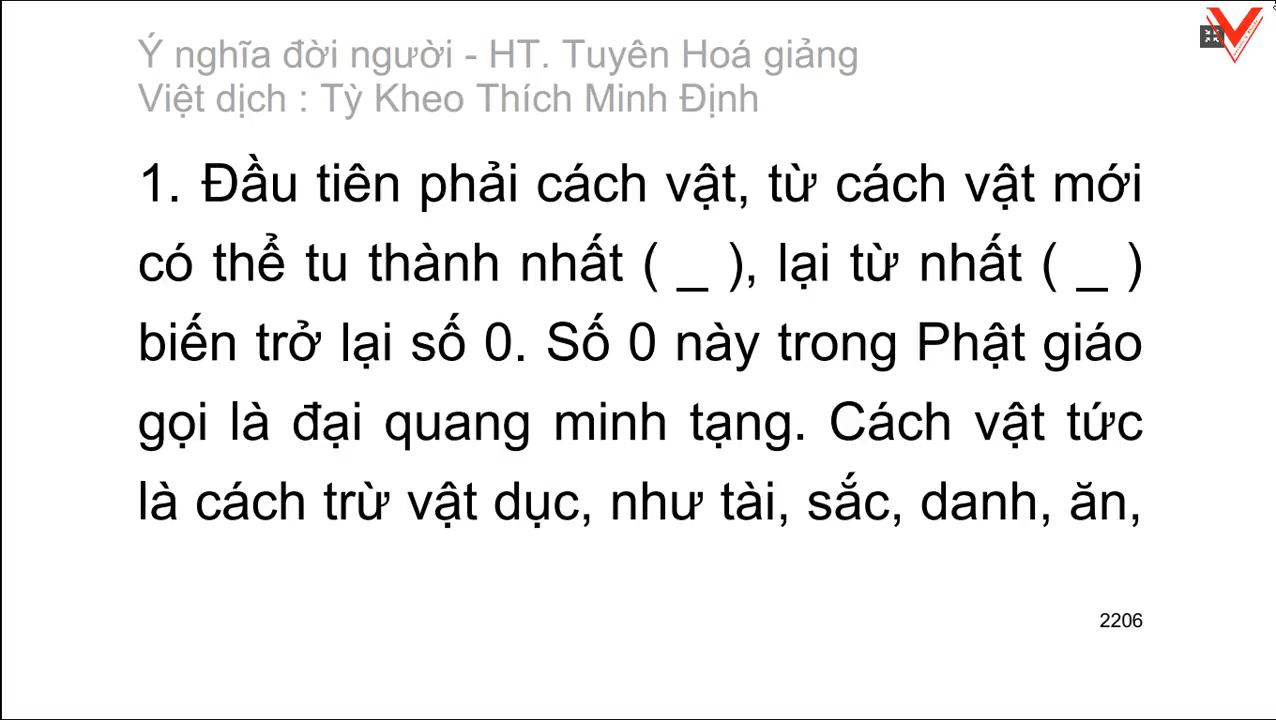 Ý nghĩa đời người - HT. Tuyên Hoá giảng
Việt dịch : Tỳ Kheo Thích Minh Định
1. Đầu tiên phải cách vật, từ cách vật mới
có thể tu thành nhất ( _ ), lại từ nhất ( _ )
biến trở lại số 0. Số 0 này trong Phật giáo
gọi là đại quang minh tạng. Cách vật tức
là cách trừ vật dục, như tài, sắc, danh, ăn,
2206